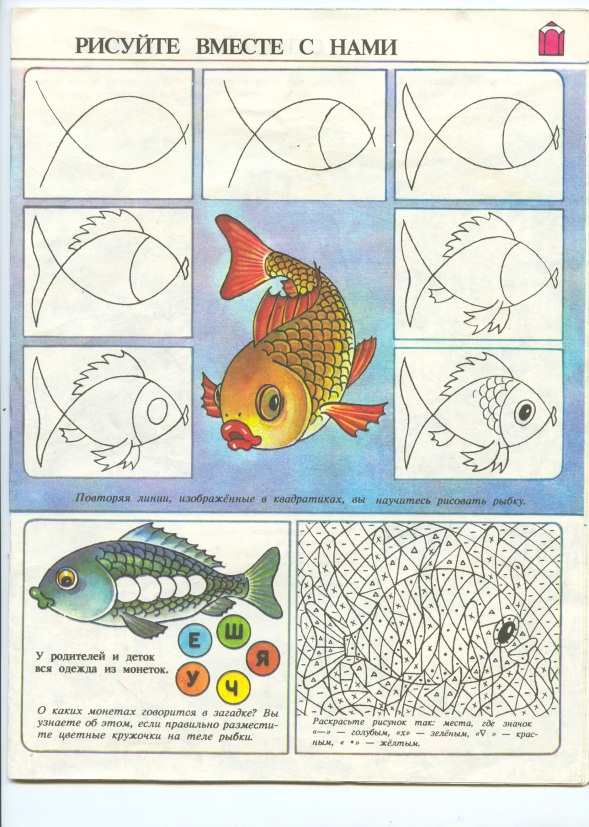 РИСУЙТЕ ВМЕСТЕ С НАМИ
Повторяя линии, изображённые в квадратиках, вы научитесь рисовать рыбку.
Е
Ш
Я
У
Ч
У родителей и деток
вся одежда из монеток.
О каких монетах говорится в загадке? Вы
узнаете об этом, если правильно размести-
те цветные кружочки на теле рыбки.
Раскрасьте рисунок так: места, где значок
«—» — голубым, «х» — зелёным, «∇ » — крас-
ным, « •» — жёлтым.